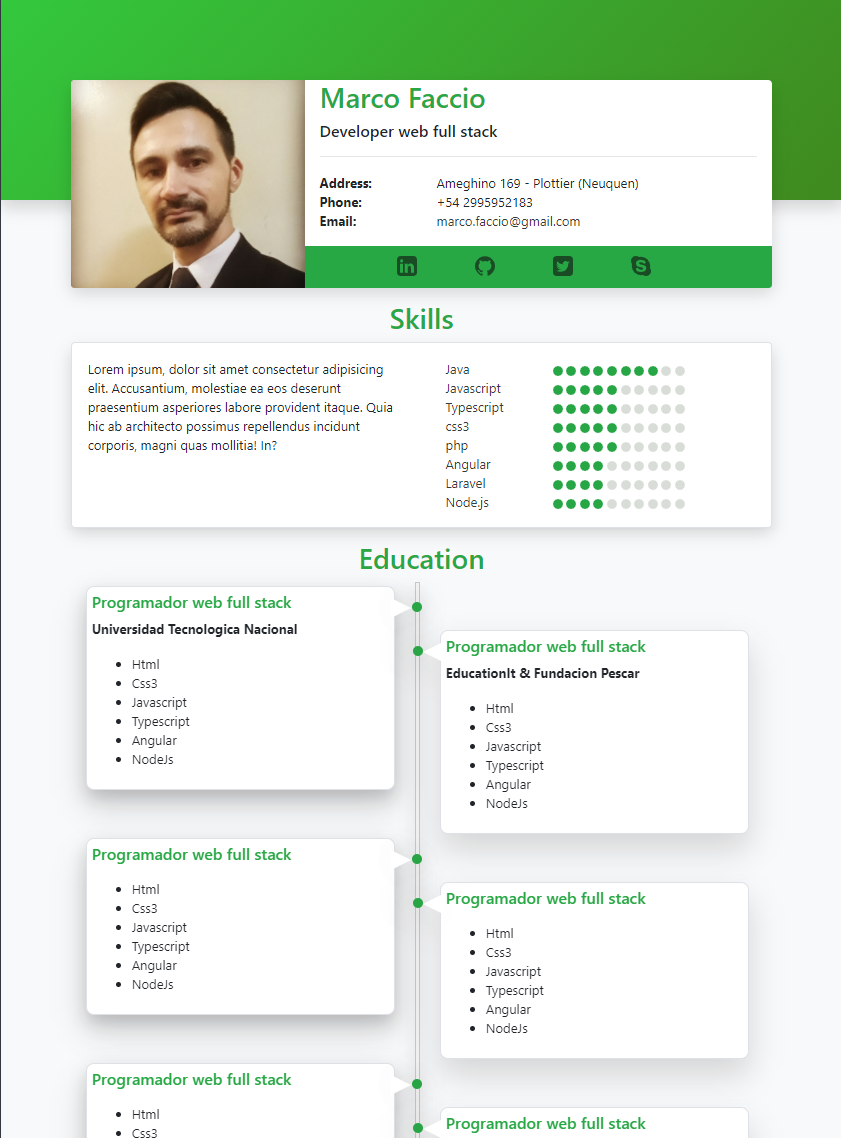 Marco Faccio
Developer web full stack
Address: Ameghino 169 - Plottier (Neuquen)
Phone: +54 2995952183
Email: marco.faccio@gmail.com
in
Skills
Lorem ipsum, dolor sit amet consectetur adipisicing
elit. Accusantium, molestiae ea eos deserunt
praesentium asperiores labore provident itaque. Quia
hic ab architecto possimus repellendus incidunt
corporis, magni quas mollitia! In?
Java
Javascript
Typescript
css3
php
Angular
Laravel
Node.js
Education
Programador web full stack
Universidad Tecnologica Nacional
Html
Css3
Javascript
Typescript
Angular
NodeJs
Programador web full stack
EducationIt & Fundacion Pescar
Html
Css3
Javascript
Typescript
Angular
NodeJs
Programador web full stack
Html
Css3
Javascript
Typescript
Angular
NodeJs
Programador web full stack
Html
Css3
Javascript
Typescript
Angular
NodeJs
Programador web full stack
Html
Css3
Programador web full stack